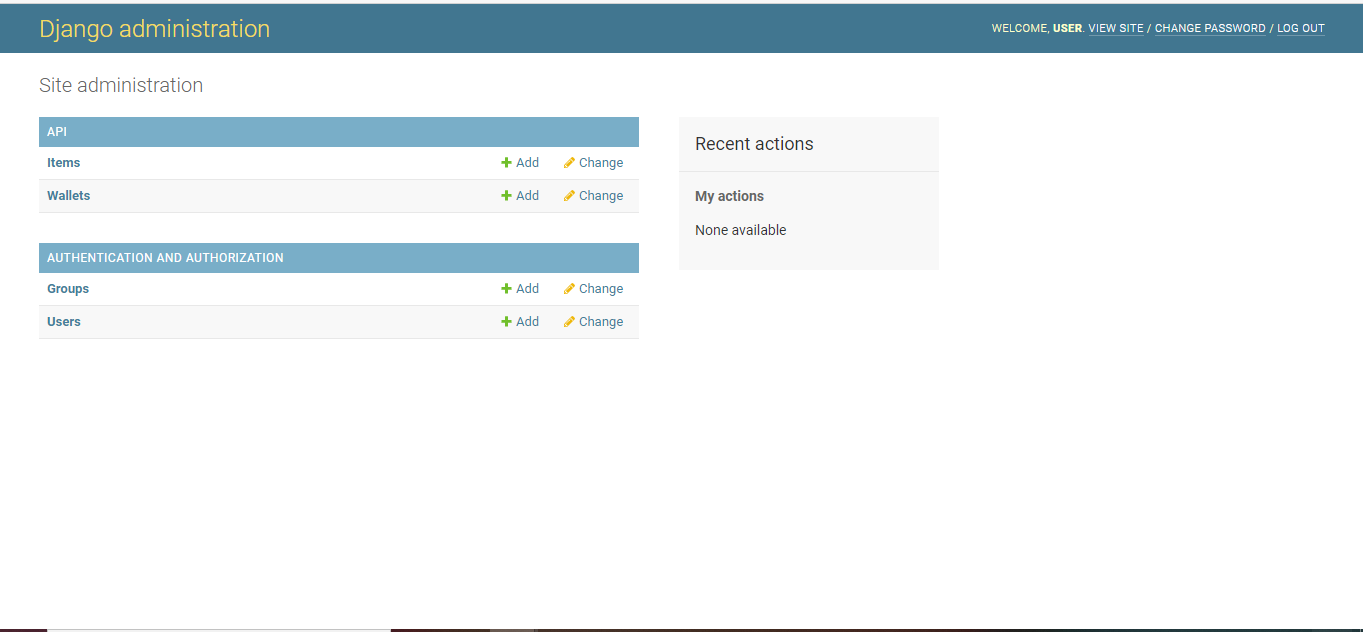 Django administration
WELCOME, USER. VIEW SITE / CHANGE PASSWORD / LOG OUT
Site administration
API
Items Add Change
Wallets Add Change
AUTHENTICATION AND AUTHORIZATION
Groups Add Change
Users Add Change
Recent actions
My actions
None available